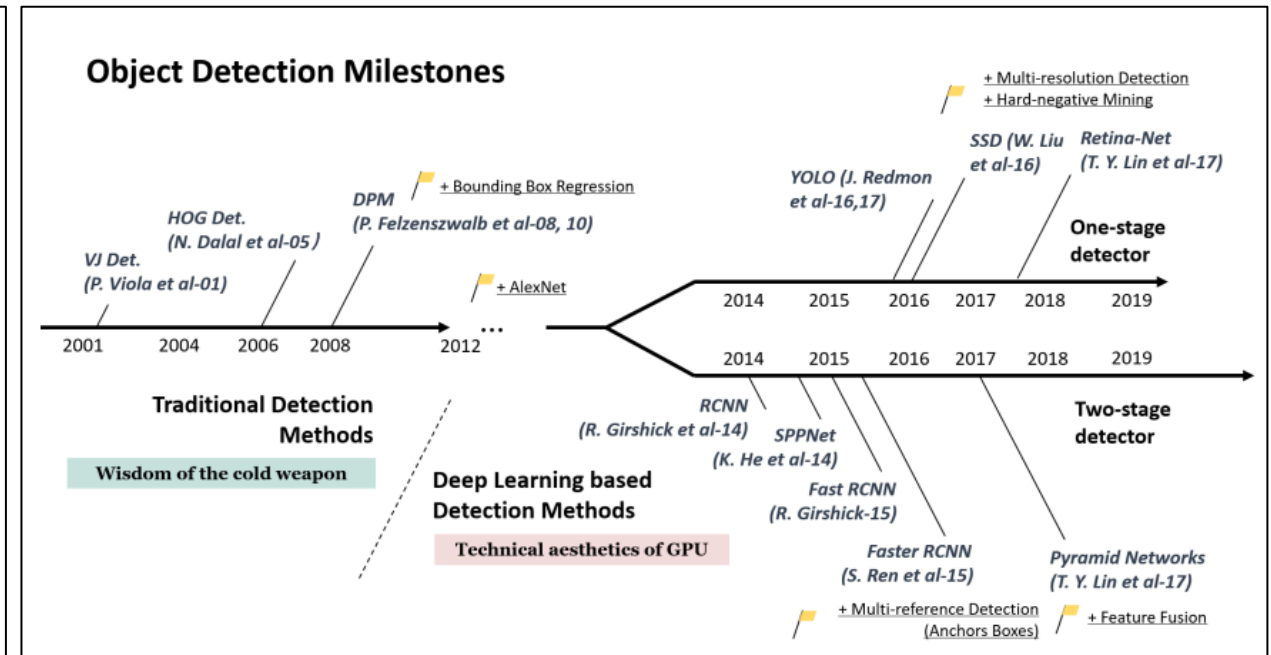 Object Detection Milestones
+ Multi-resolution Detection
+ Hard-negative Mining
SSD (W. Liu
et al-16)
Retina-Net
(T. Y. Lin et al-17)
YOLO (J. Redmon
et al-16,17)
+ Bounding Box Regression
DPM
(P. Felzenszwalb et al-08, 10)
HOG Det.
(N. Dalal et al-05)
VJ Det.
(P. Viola et al-01)
+ AlexNet
...
One-stage
detector
2014 2015 2016 2017 2018 2019
2001 2004 2006 2008 2012
2014 2015 2016 2017 2018 2019
Traditional Detection
Methods
Wisdom of the cold weapon
Deep Learning based
Detection Methods
Technical aesthetics of GPU
RCNN
(R. Girshick et al-14)
SPPNet
(K. He et al-14)
Fast RCNN
(R. Girshick-15)
Faster RCNN
(S. Ren et al-15)
+ Multi-reference Detection
(Anchors Boxes)
Two-stage
detector
Pyramid Networks
(T. Y. Lin et al-17)
+ Feature Fusion